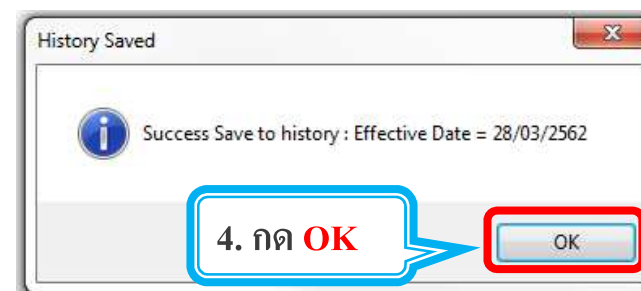 History Saved
Success Save to history : Effective Date = 28/03/2562
4. กด OK
OK